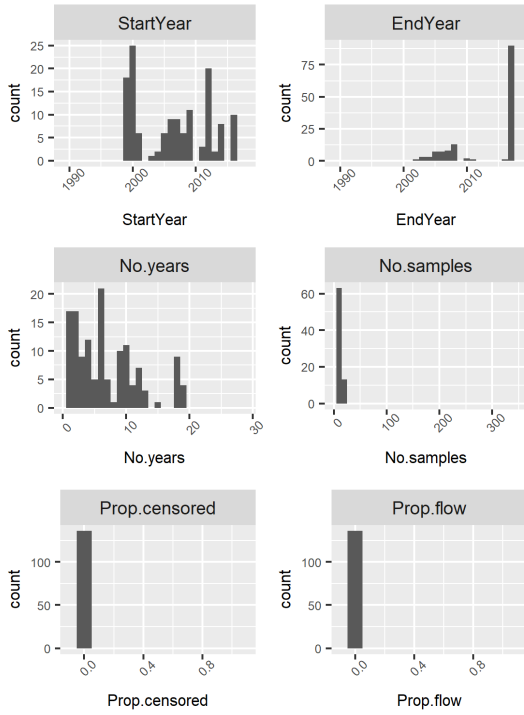 StartYear
EndYear
count
25
20
15
10
5
0
1990
2000
2010
StartYear
count
75
50
25
0
1990
2000
2010
EndYear
No.years
No.samples
count
20
15
10
5
0
0
10
20
30
No.years
count
60
40
20
0
0
100
200
300
No.samples
Prop.censored
Prop.flow
count
100
50
0
0.0
0.4
0.8
Prop.censored
count
100
50
0
0.0
0.4
0.8
Prop.flow